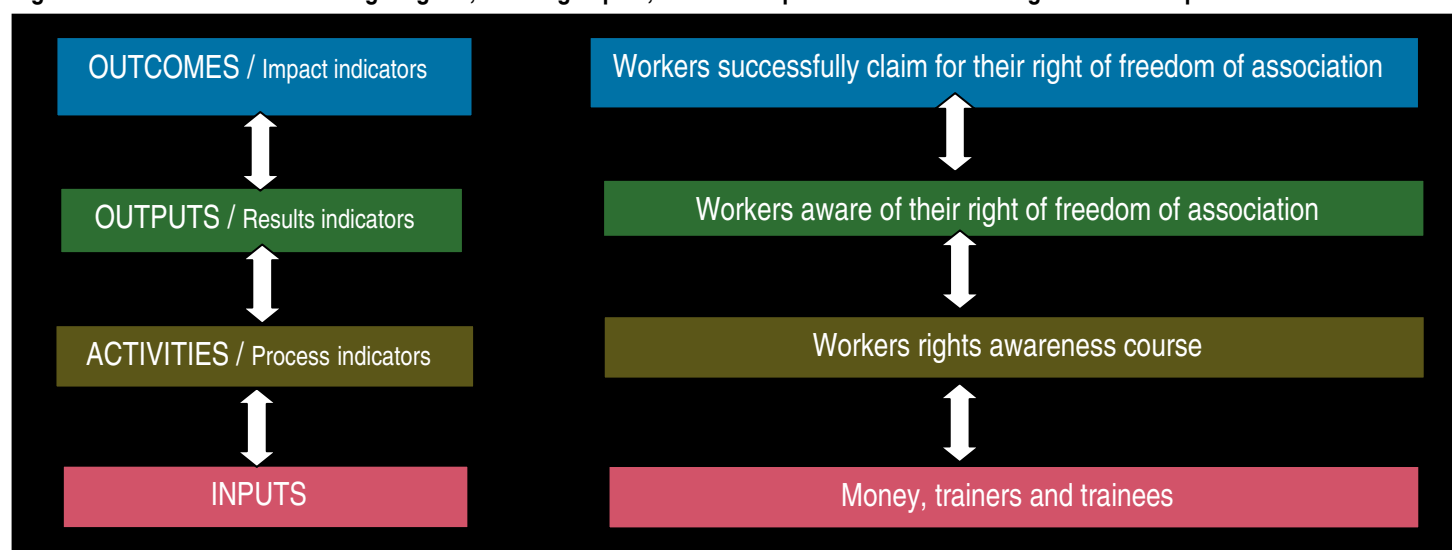 OUTCOMES / Impact indicators
Workers successfully claim for their right of freedom of association
OUTPUTS / Results indicators
Workers aware of their right of freedom of association
ACTIVITIES / Process indicators
Workers rights awareness course
INPUTS
Money, trainers and trainees